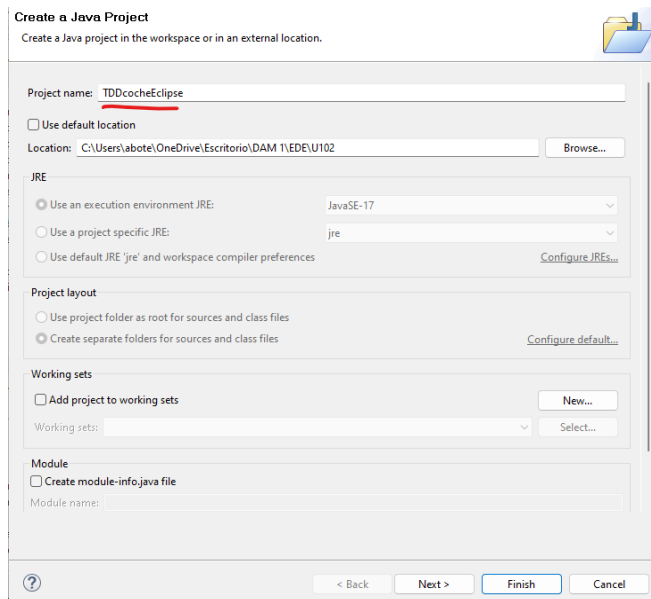 Create a Java Project
Create a Java project in the workspace or in an external location.
Project name: TDDcocheEclipse
Use default location
Location: C:\Users\abote\OneDrive\Escritorio\DAM 1\EDE\U102 Browse...
JRE
Use an execution environment JRE: JavaSE-17
Use a project specific JRE: jre
Use default JRE 'jre' and workspace compiler preferences Configure JREs...
Project layout
Use project folder as root for sources and class files
Create separate folders for sources and class files Configure default...
Working sets
Add project to working sets New...
Working sets: Select...
Module
Create module-info.java file
Module name:
? < Back Next > Finish Cancel